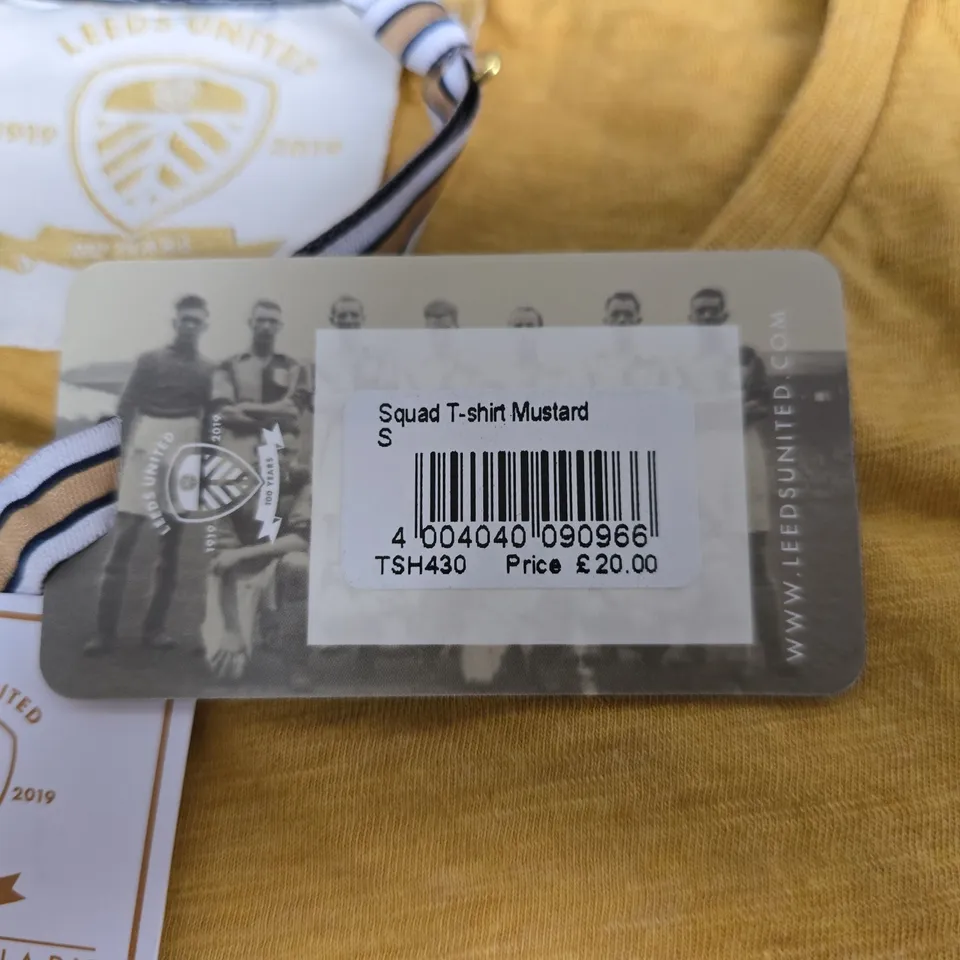 LEEDS UNITED
1919
2019
Squad T-shirt Mustard
S
4 004040 090966
TSH430 Price £20.00
LEEDS UNITED
1919
2019
100 YEARS
WWW.LEEDSUNITED.COM
ITED
2019